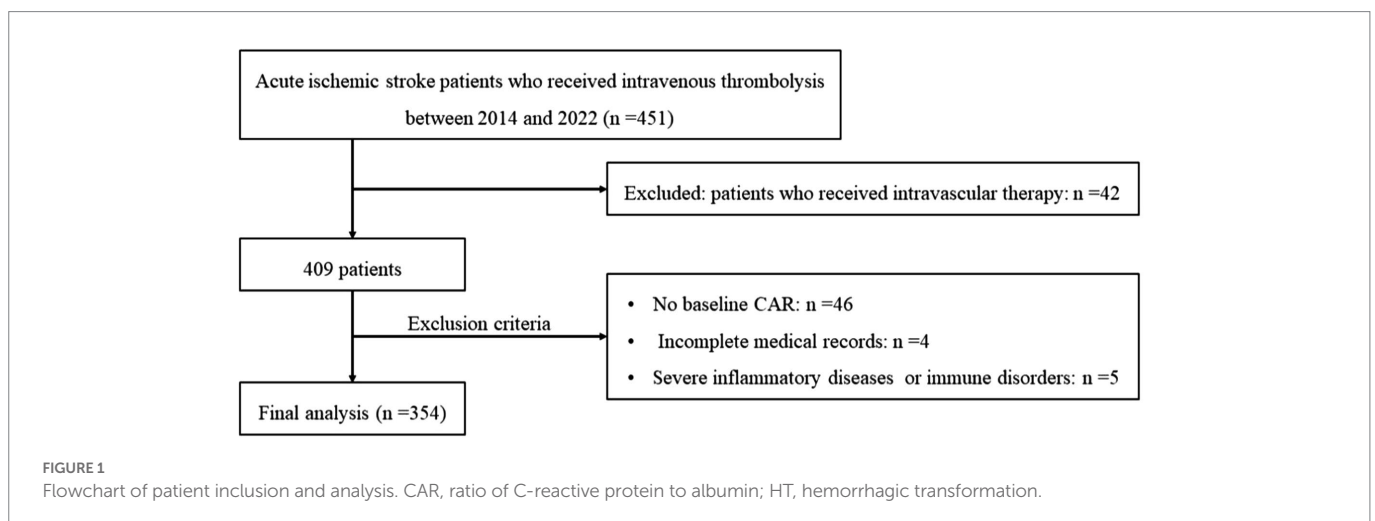 Acute ischemic stroke patients who received intravenous thrombolysis
between 2014 and 2022 (n =451)
Excluded: patients who received intravascular therapy: n =42
409 patients
Exclusion criteria
• No baseline CAR: n =46
• Incomplete medical records: n =4
• Severe inflammatory diseases or immune disorders: n =5
Final analysis (n =354)
FIGURE 1
Flowchart of patient inclusion and analysis. CAR, ratio of C-reactive protein to albumin; HT, hemorrhagic transformation.